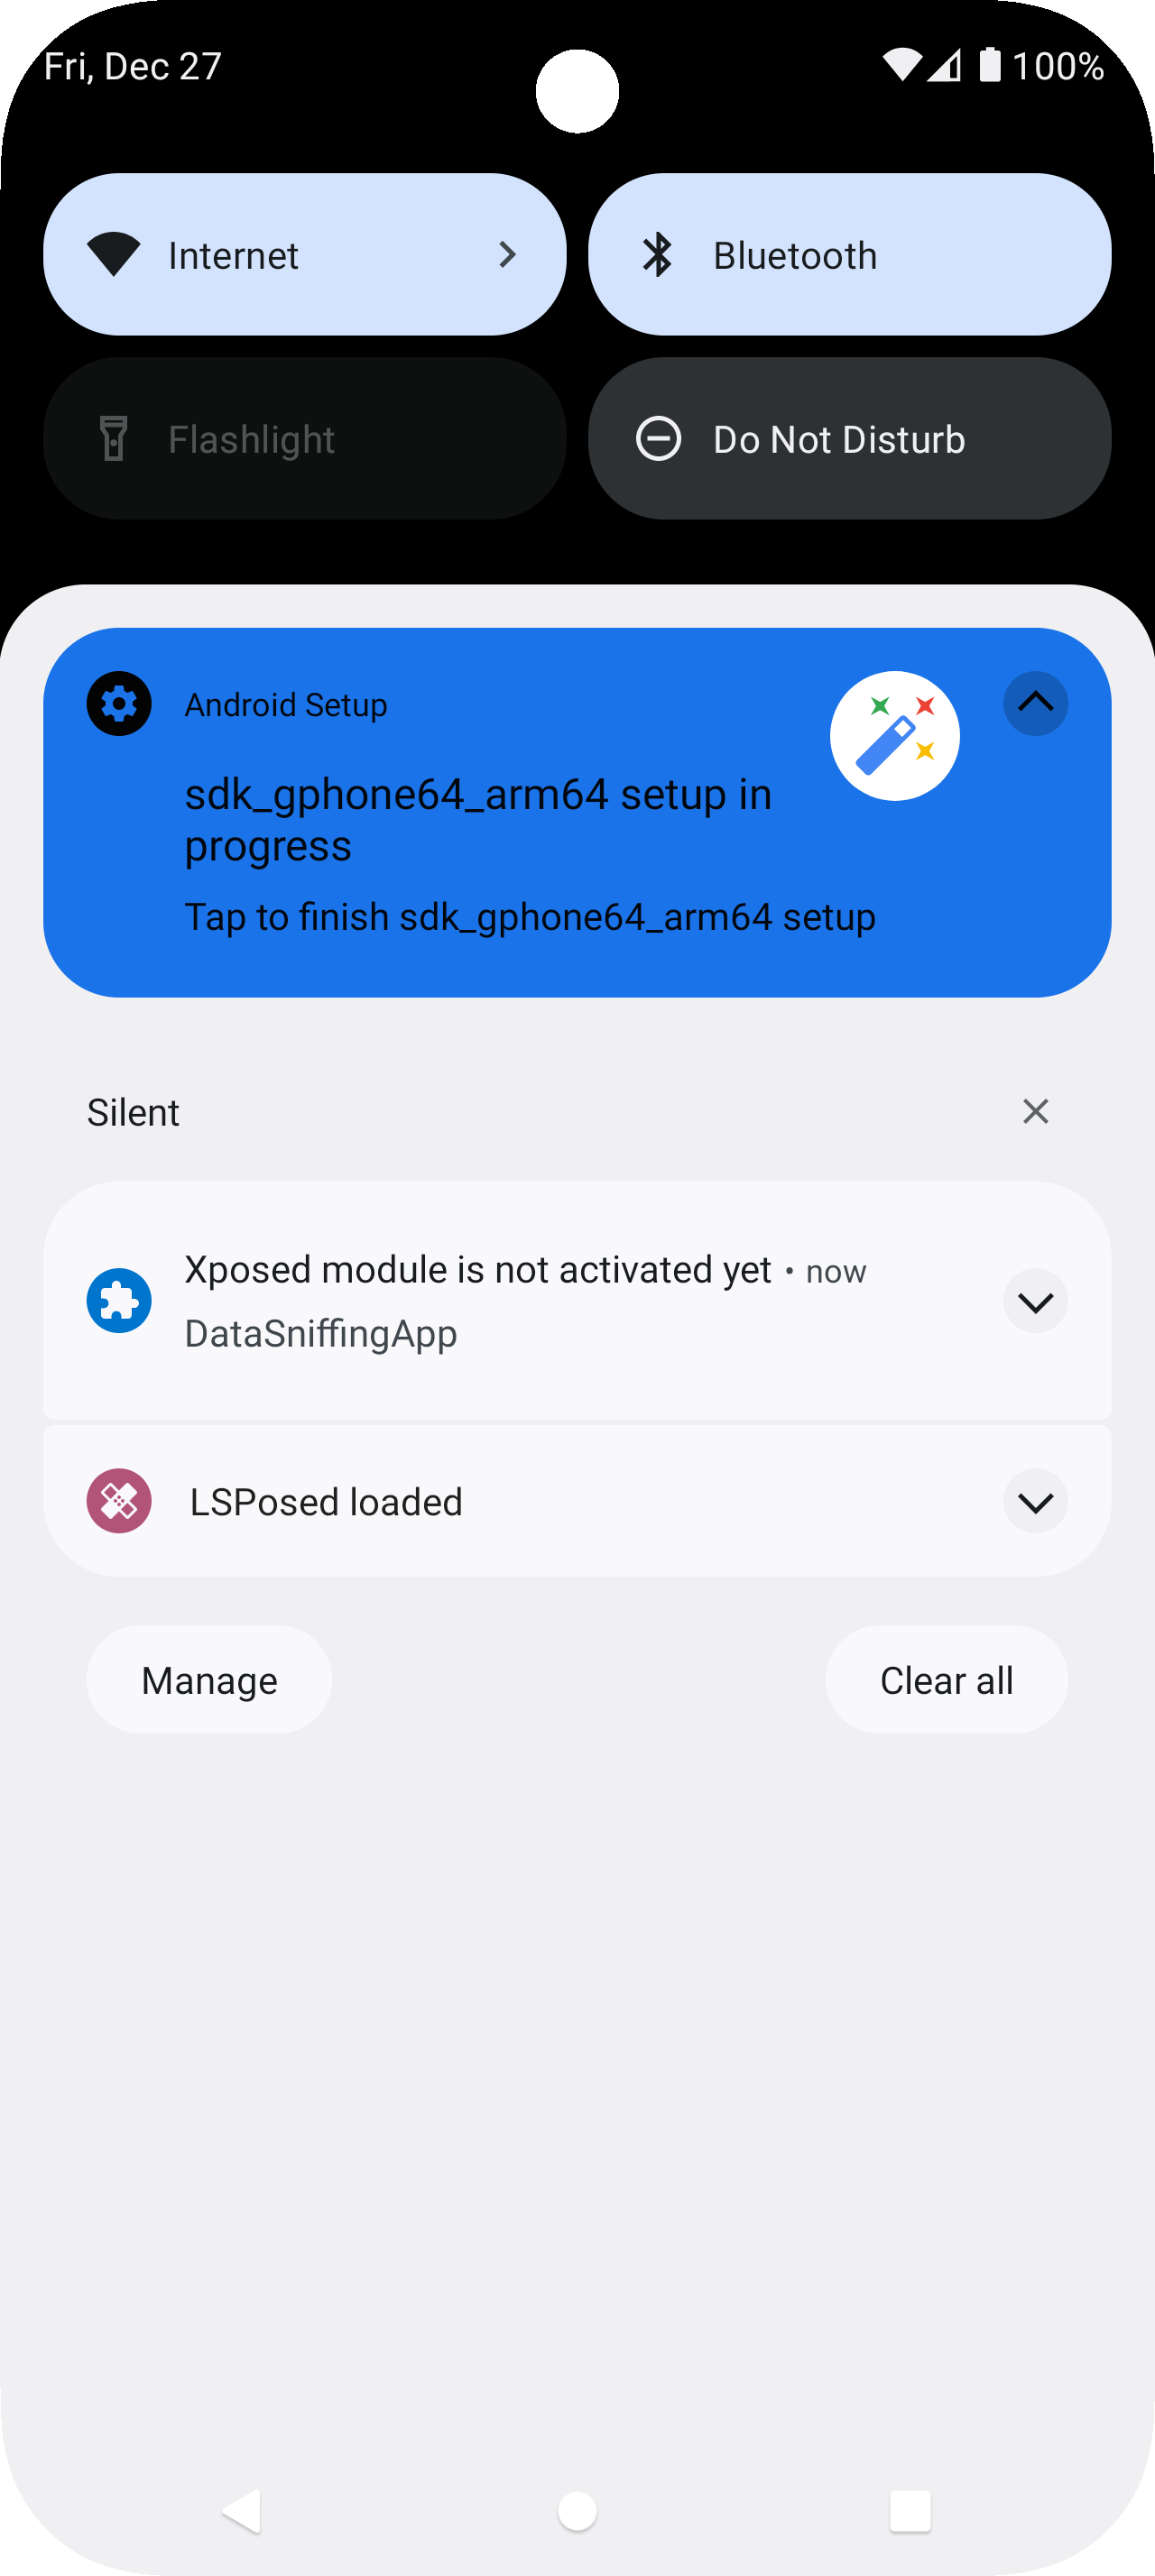 Fri, Dec 27
100%
Internet
Bluetooth
Flashlight
Do Not Disturb
Android Setup
sdk_gphone64_arm64 setup in
progress
Tap to finish sdk_gphone64_arm64 setup
Silent
Xposed module is not activated yet • now
DataSniffingApp
LSPosed loaded
Manage
Clear all